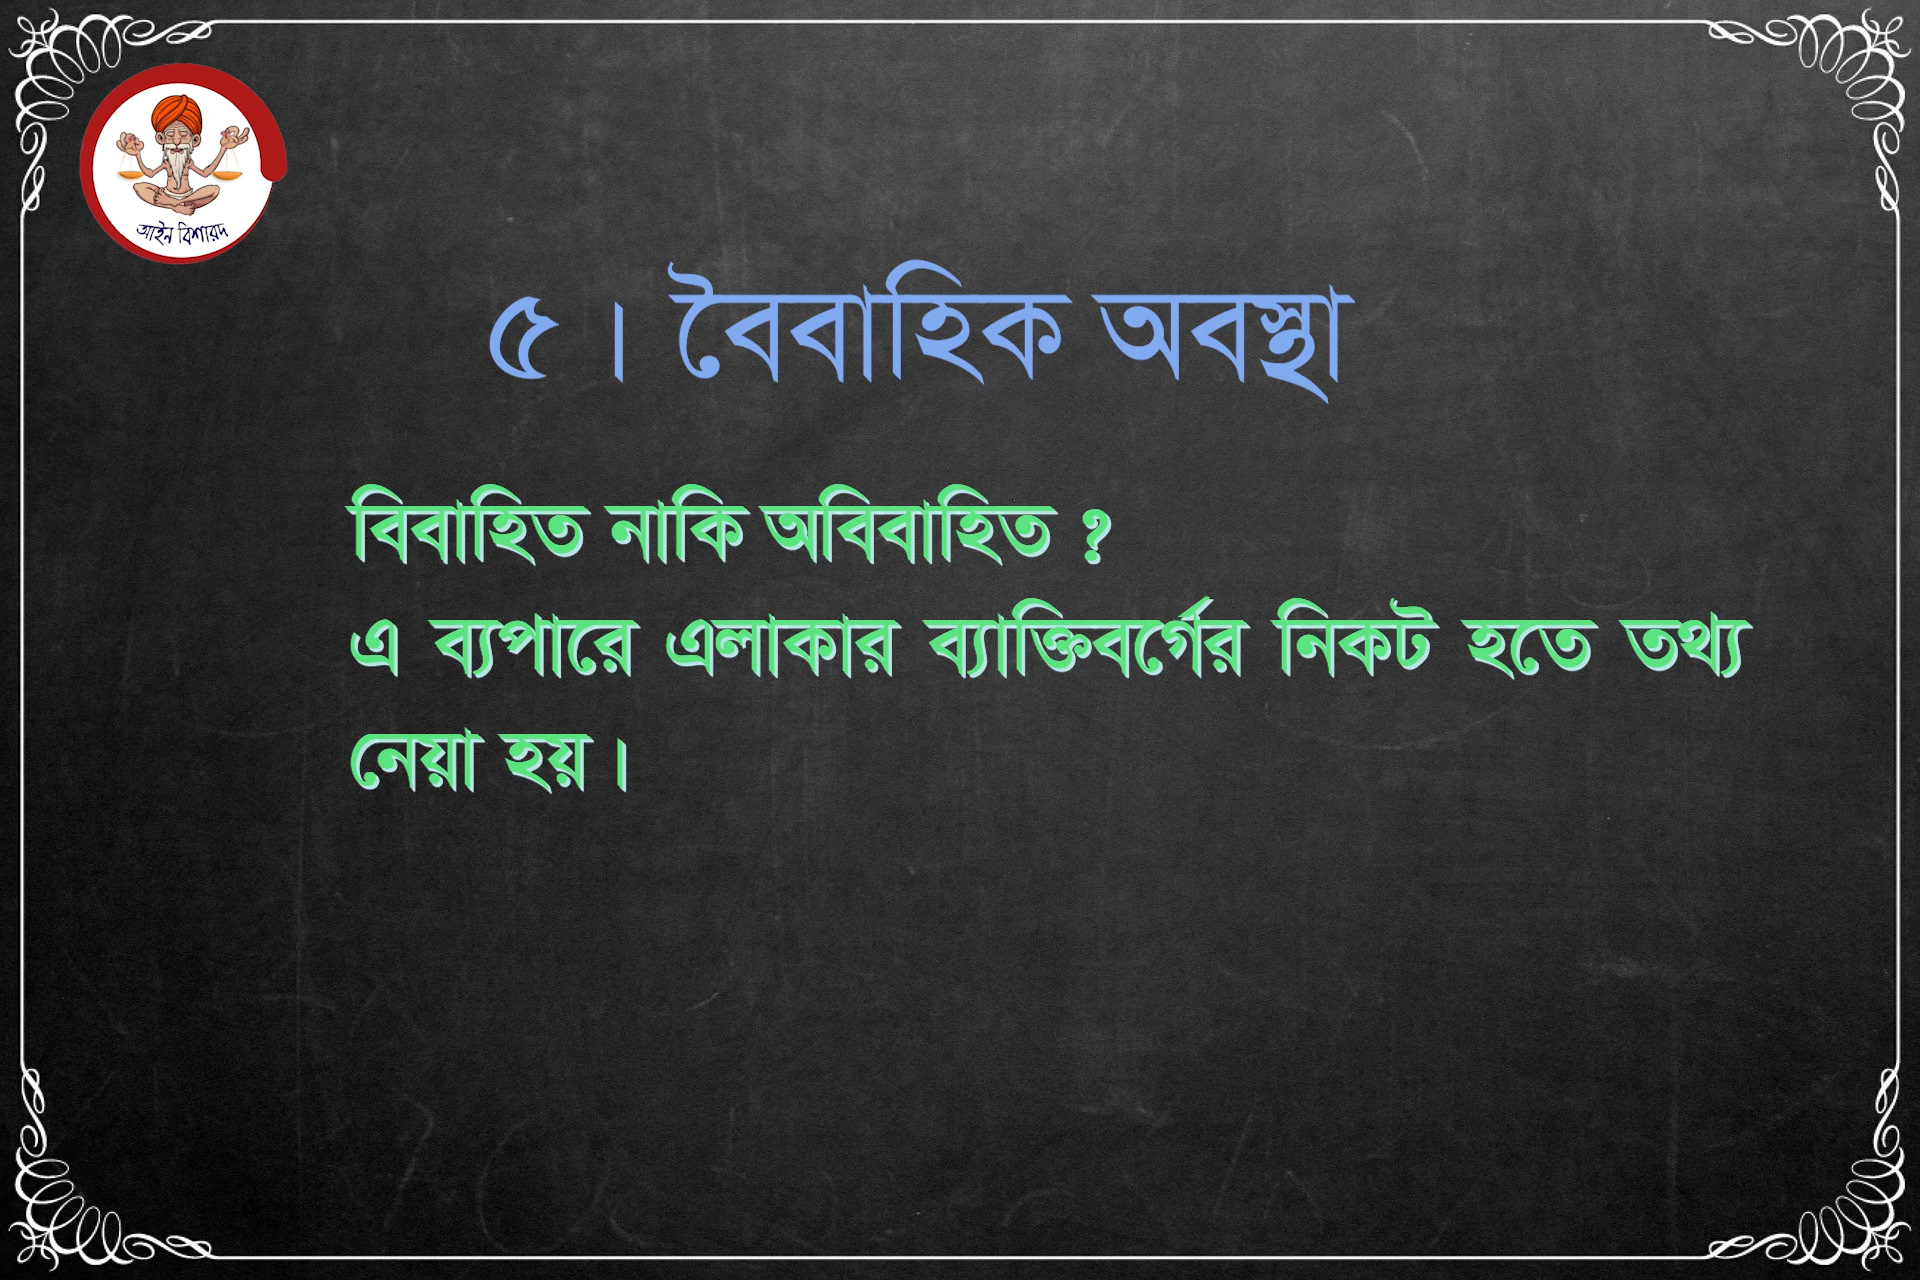 আইন বিশারদ
৫। বৈবাহিক অবস্থা
বিবাহিত নাকি অবিবাহিত ?
এ ব্যপারে এলাকার ব্যাক্তিবর্গের নিকট হতে তথ্য
নেয়া হয়।